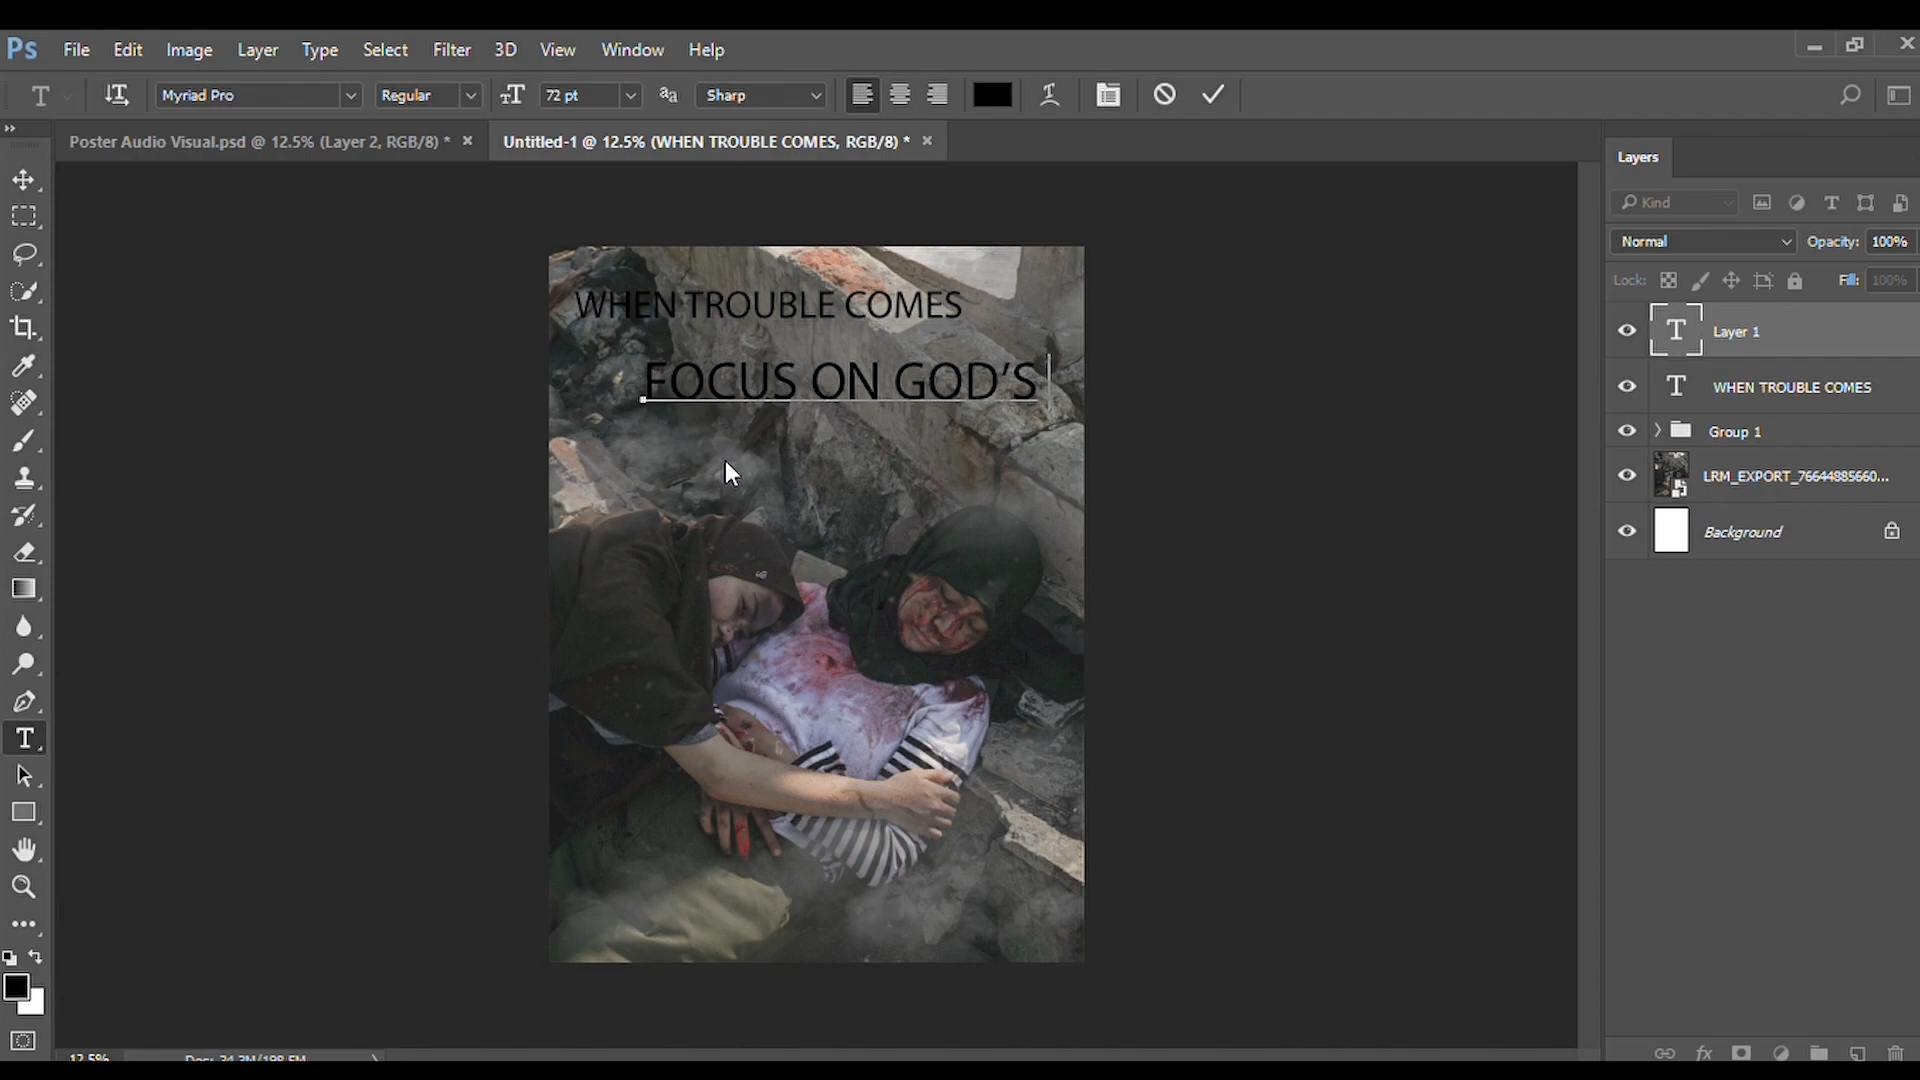 Ps File Edit Image Layer Type Select Filter 3D View Window Help
T Myriad Pro Regular 72 pt Sharp
Poster Audio Visual.psd @ 12.5% (Layer 2, RGB/8) * × Untitled-1 @ 12.5% (WHEN TROUBLE COMES, RGB/8) * ×
Layers
Kind
Normal Opacity: 100%
Lock: Fill: 100%
T Layer 1
T WHEN TROUBLE COMES
Group 1
LRM_EXPORT_76644885660...
Background
WHEN TROUBLE COMES
FOCUS ON GOD’S
12.5% Doc: 34.3M/198.5M
fx